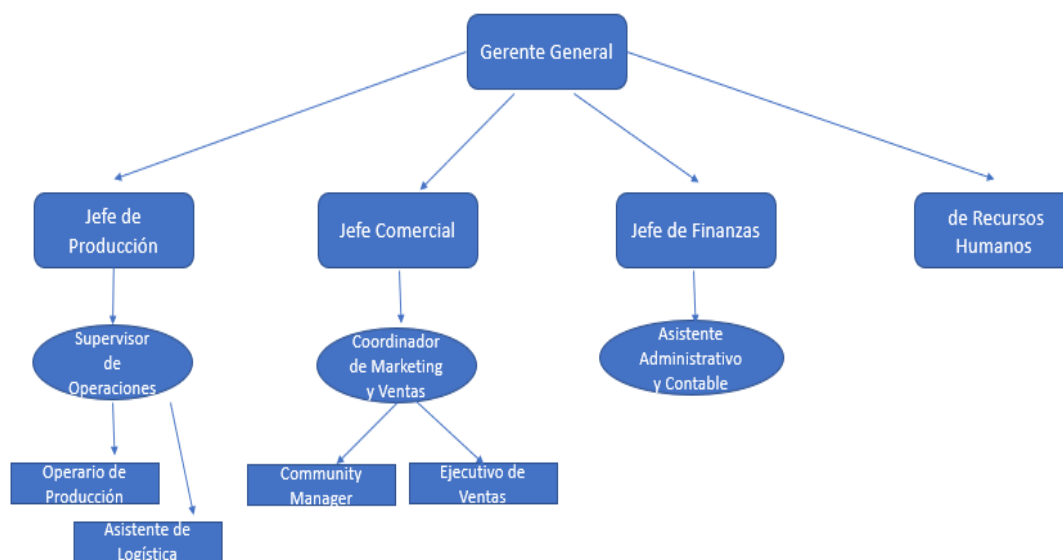 Gerente General
Jefe de
Producción
Jefe Comercial
Jefe de Finanzas
de Recursos
Humanos
Supervisor
de
Operaciones
Coordinador
de Marketing
y Ventas
Asistente
Administrativo
y Contable
Operario de
Producción
Community
Manager
Ejecutivo de
Ventas
Asistente de
Logística